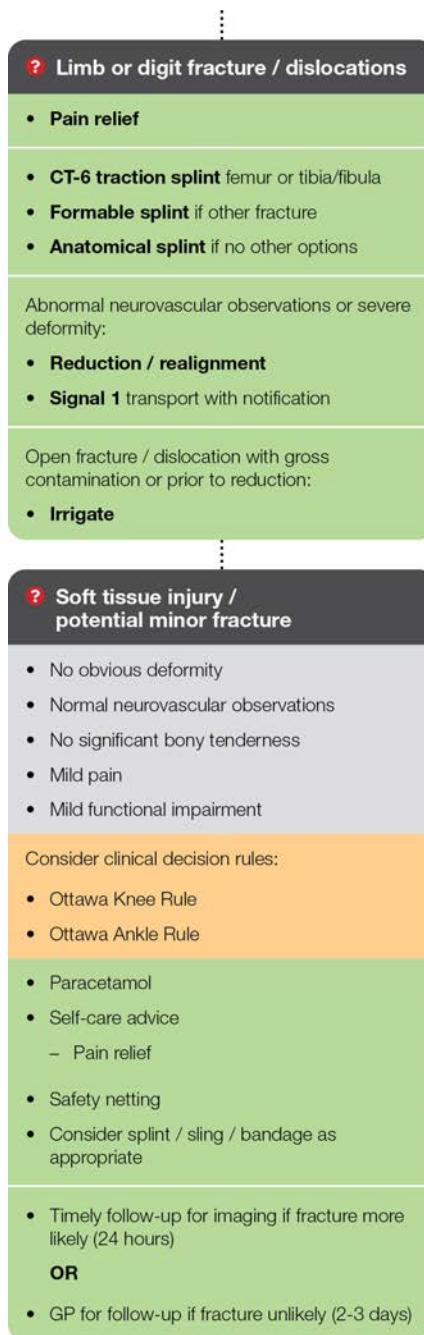 ? Limb or digit fracture / dislocations
• Pain relief
• CT-6 traction splint femur or tibia/fibula
• Formable splint if other fracture
• Anatomical splint if no other options
Abnormal neurovascular observations or severe
deformity:
• Reduction / realignment
• Signal 1 transport with notification
Open fracture / dislocation with gross
contamination or prior to reduction:
• Irrigate
? Soft tissue injury /
potential minor fracture
• No obvious deformity
• Normal neurovascular observations
• No significant bony tenderness
• Mild pain
• Mild functional impairment
Consider clinical decision rules:
• Ottawa Knee Rule
• Ottawa Ankle Rule
• Paracetamol
• Self-care advice
– Pain relief
• Safety netting
• Consider splint / sling / bandage as
appropriate
• Timely follow-up for imaging if fracture more
likely (24 hours)
OR
• GP for follow-up if fracture unlikely (2-3 days)